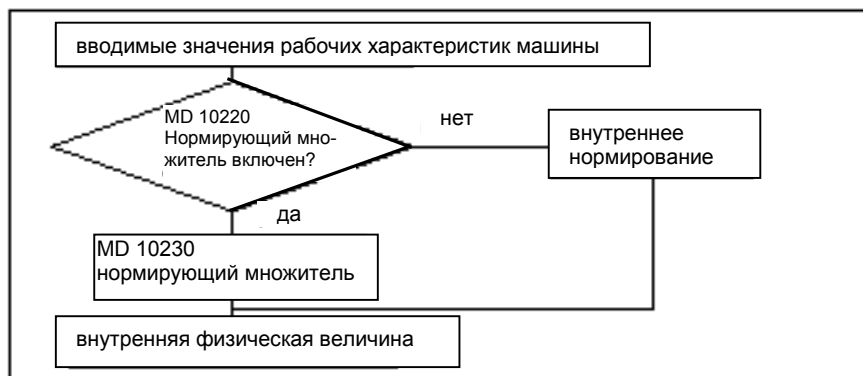 вводимые значения рабочих характеристик машины
MD 10220
Нормирующий мно-
житель включен?
нет
внутреннее
нормирование
да
MD 10230
нормирующий множитель
внутренняя физическая величина